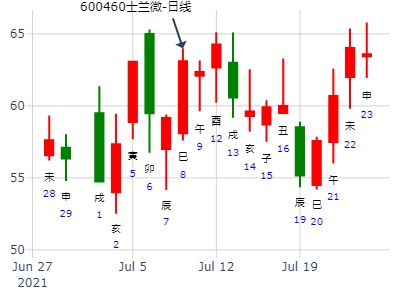 600460士兰微-日线
65
60
55
50
未
28
申
29
戌
1
亥
2
寅
5
卯
6
辰
7
巳
8
午
9
酉
12
戌
13
亥
14
子
15
丑
16
辰
19
巳
20
午
21
未
22
申
23
Jun 27
2021
Jul 5
Jul 12
Jul 19